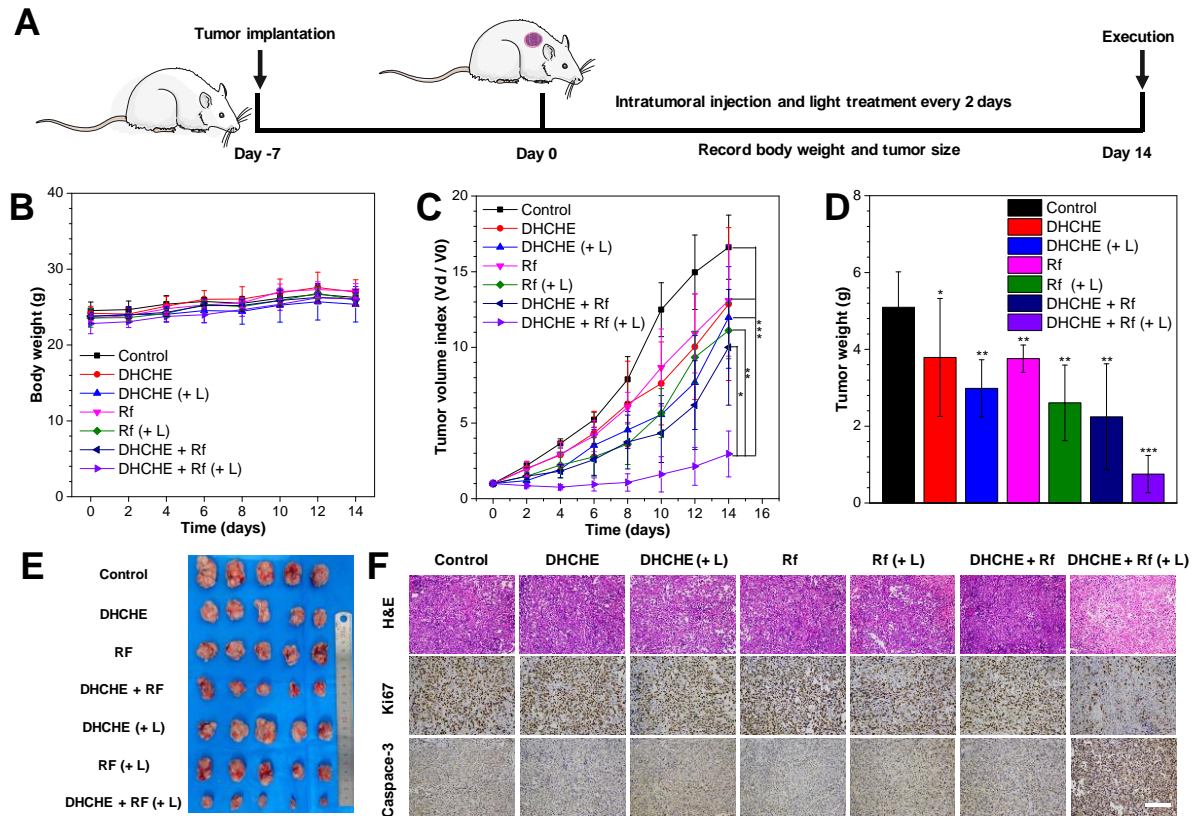 A
Tumor implantation
Execution
Intratumoral injection and light treatment every 2 days
Day -7
Day 0
Record body weight and tumor size
Day 14
B
Body weight (g)
40
30
20
10
0
Control
DHCHE
DHCHE (+ L)
Rf
Rf (+ L)
DHCHE + Rf
DHCHE + Rf (+ L)
0 2 4 6 8 10 12 14
Time (days)
C
Tumor volume index (Vd / V0)
20
15
10
5
0
Control
DHCHE
DHCHE (+ L)
Rf
Rf (+ L)
DHCHE + Rf
DHCHE + Rf (+ L)
***
**
*
0 2 4 6 8 10 12 14 16
Time (days)
D
Tumor weight (g)
8
6
4
2
0
Control
DHCHE
DHCHE (+ L)
Rf
Rf (+ L)
DHCHE + Rf
DHCHE + Rf (+ L)
* ** ** ** ** ***
E
Control
DHCHE
RF
DHCHE + RF
DHCHE (+ L)
RF (+ L)
DHCHE + RF (+ L)
F
Control DHCHE DHCHE (+ L) Rf Rf (+ L) DHCHE + Rf DHCHE + Rf (+ L)
H&E
Ki67
Caspace-3